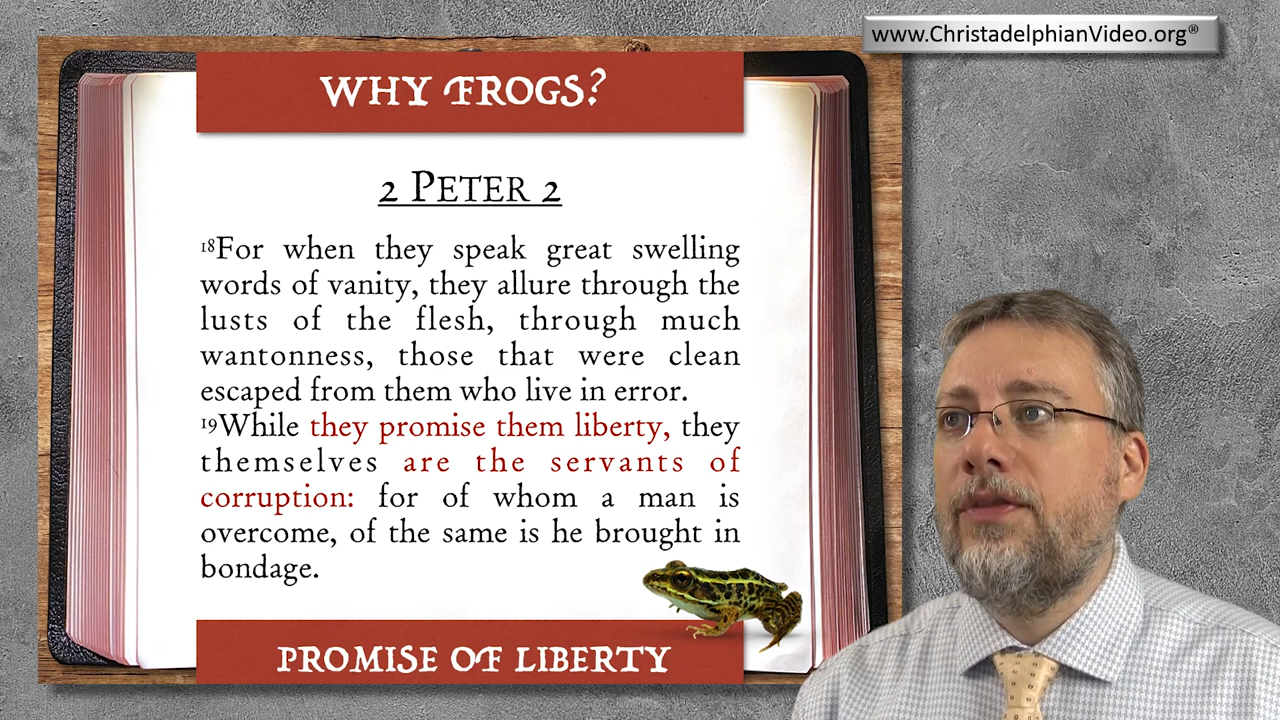 www.ChristadelphianVideo.org®
WHY FROGS?
2 PETER 2
18For when they speak great swelling
words of vanity, they allure through the
lusts of the flesh, through much
wantonness, those that were clean
escaped from them who live in error.
19While they promise them liberty, they
themselves are the servants of
corruption: for of whom a man is
overcome, of the same is he brought in
bondage.
PROMISE OF LIBERTY